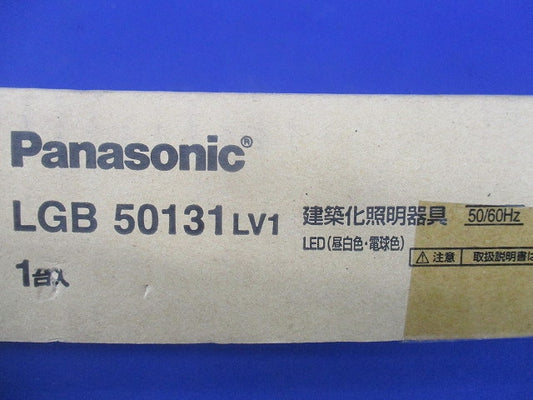 Panasonic®
LGB 50131 LV1 建築化照明器具 50/60Hz
LED(昼白色・電球色)
⚠注意 取扱説明書は
1台入